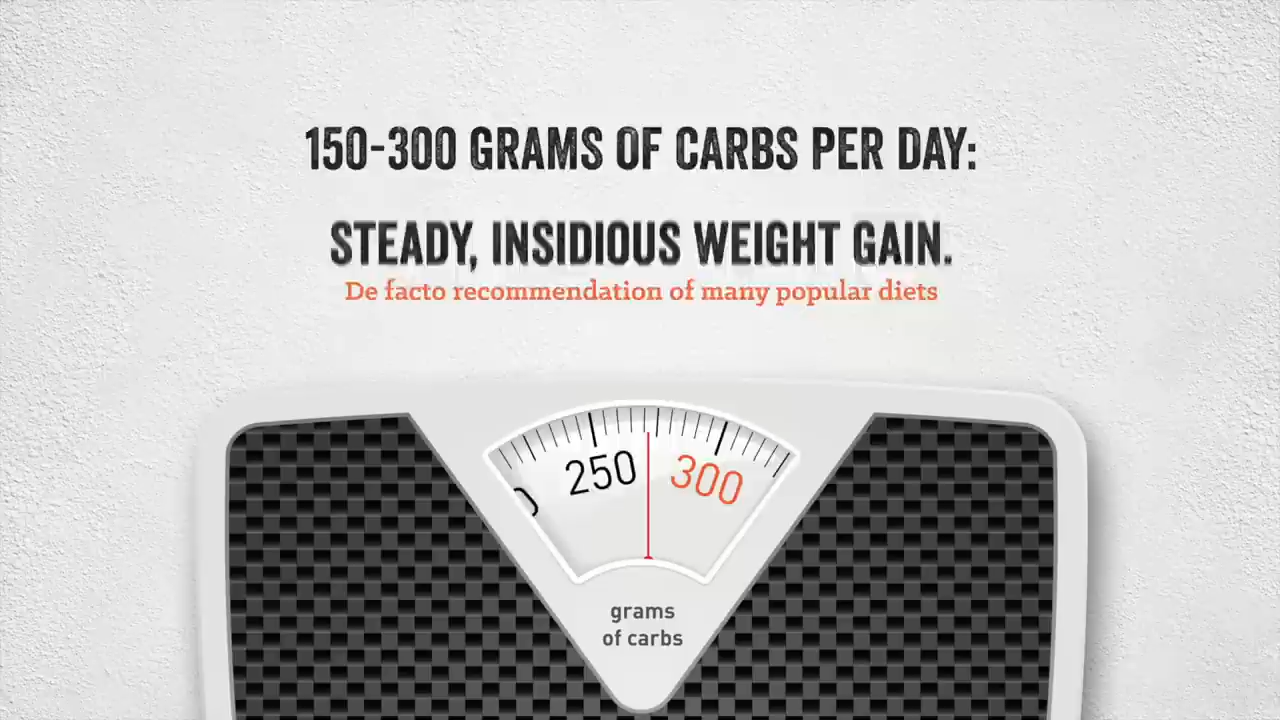 150-300 GRAMS OF CARBS PER DAY:
STEADY, INSIDIOUS WEIGHT GAIN.
De facto recommendation of many popular diets
250 300
grams
of carbs